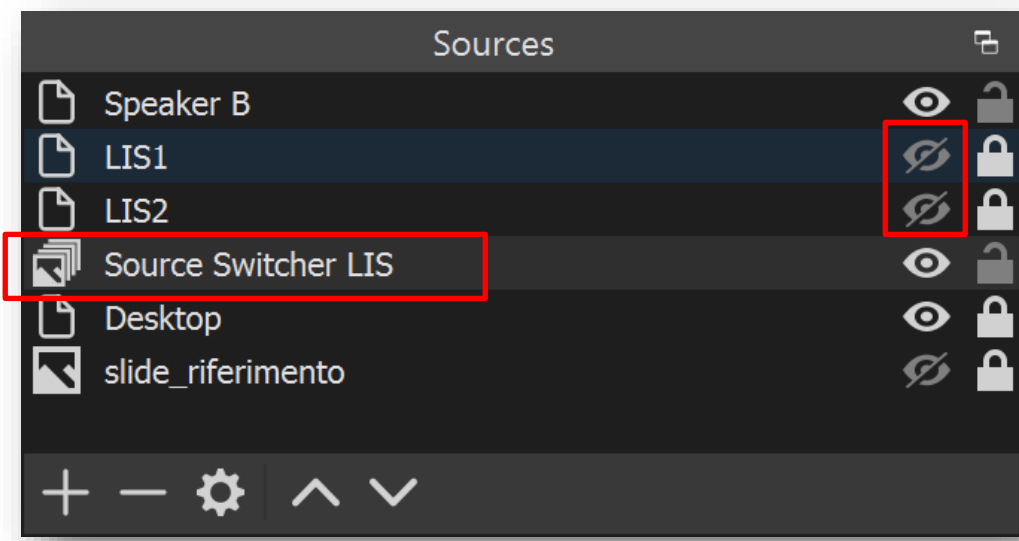 Sources
Speaker B
LIS1
LIS2
Source Switcher LIS
Desktop
slide_riferimento